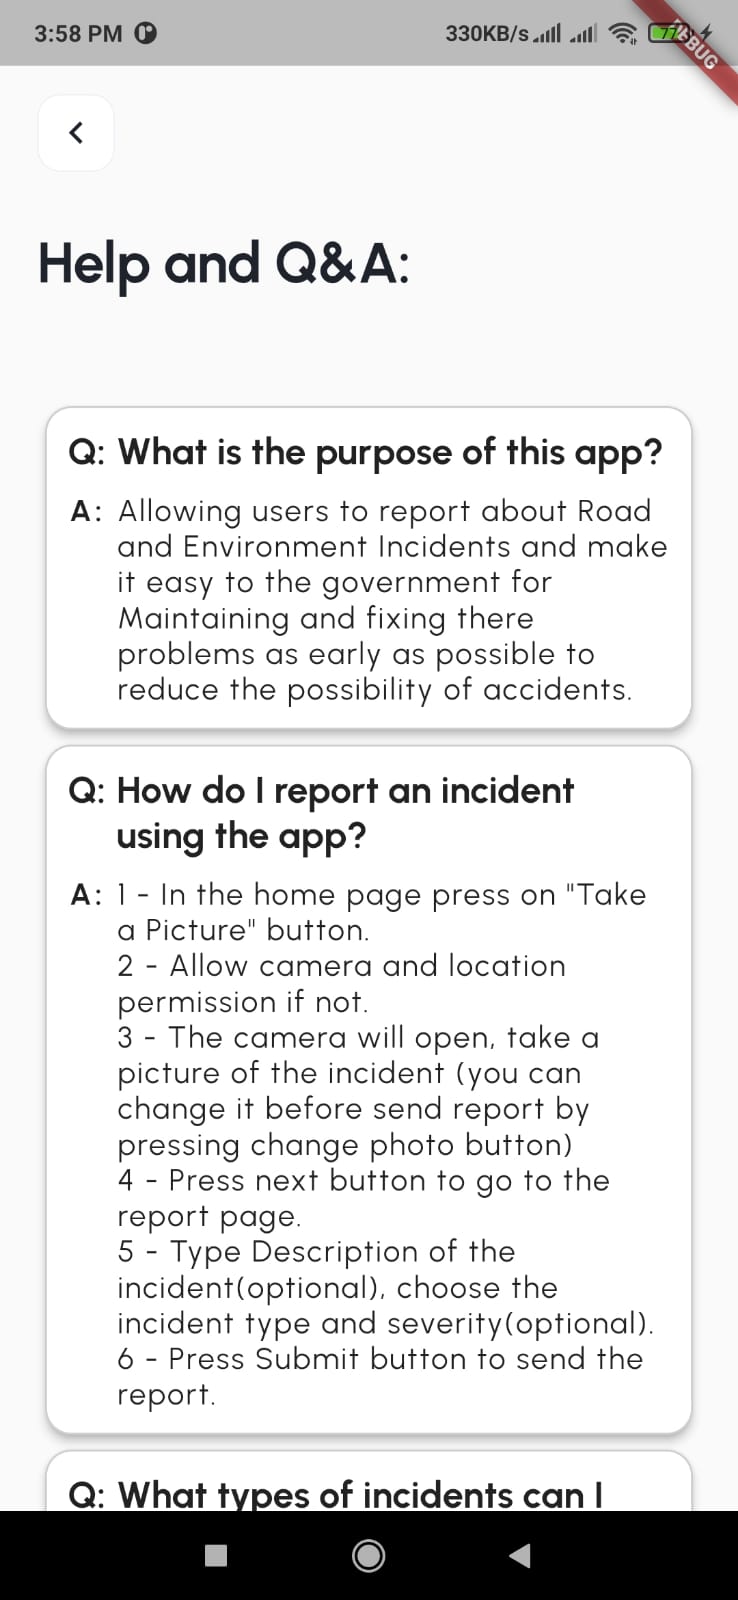 3:58 PM
330KB/s
77
DEBUG
Help and Q&A:
Q: What is the purpose of this app?
A: Allowing users to report about Road
and Environment Incidents and make
it easy to the government for
Maintaining and fixing there
problems as early as possible to
reduce the possibility of accidents.
Q: How do I report an incident
using the app?
A: 1 - In the home page press on "Take
a Picture" button.
2 - Allow camera and location
permission if not.
3 - The camera will open, take a
picture of the incident (you can
change it before send report by
pressing change photo button)
4 - Press next button to go to the
report page.
5 - Type Description of the
incident(optional), choose the
incident type and severity(optional).
6 - Press Submit button to send the
report.
Q: What types of incidents can I